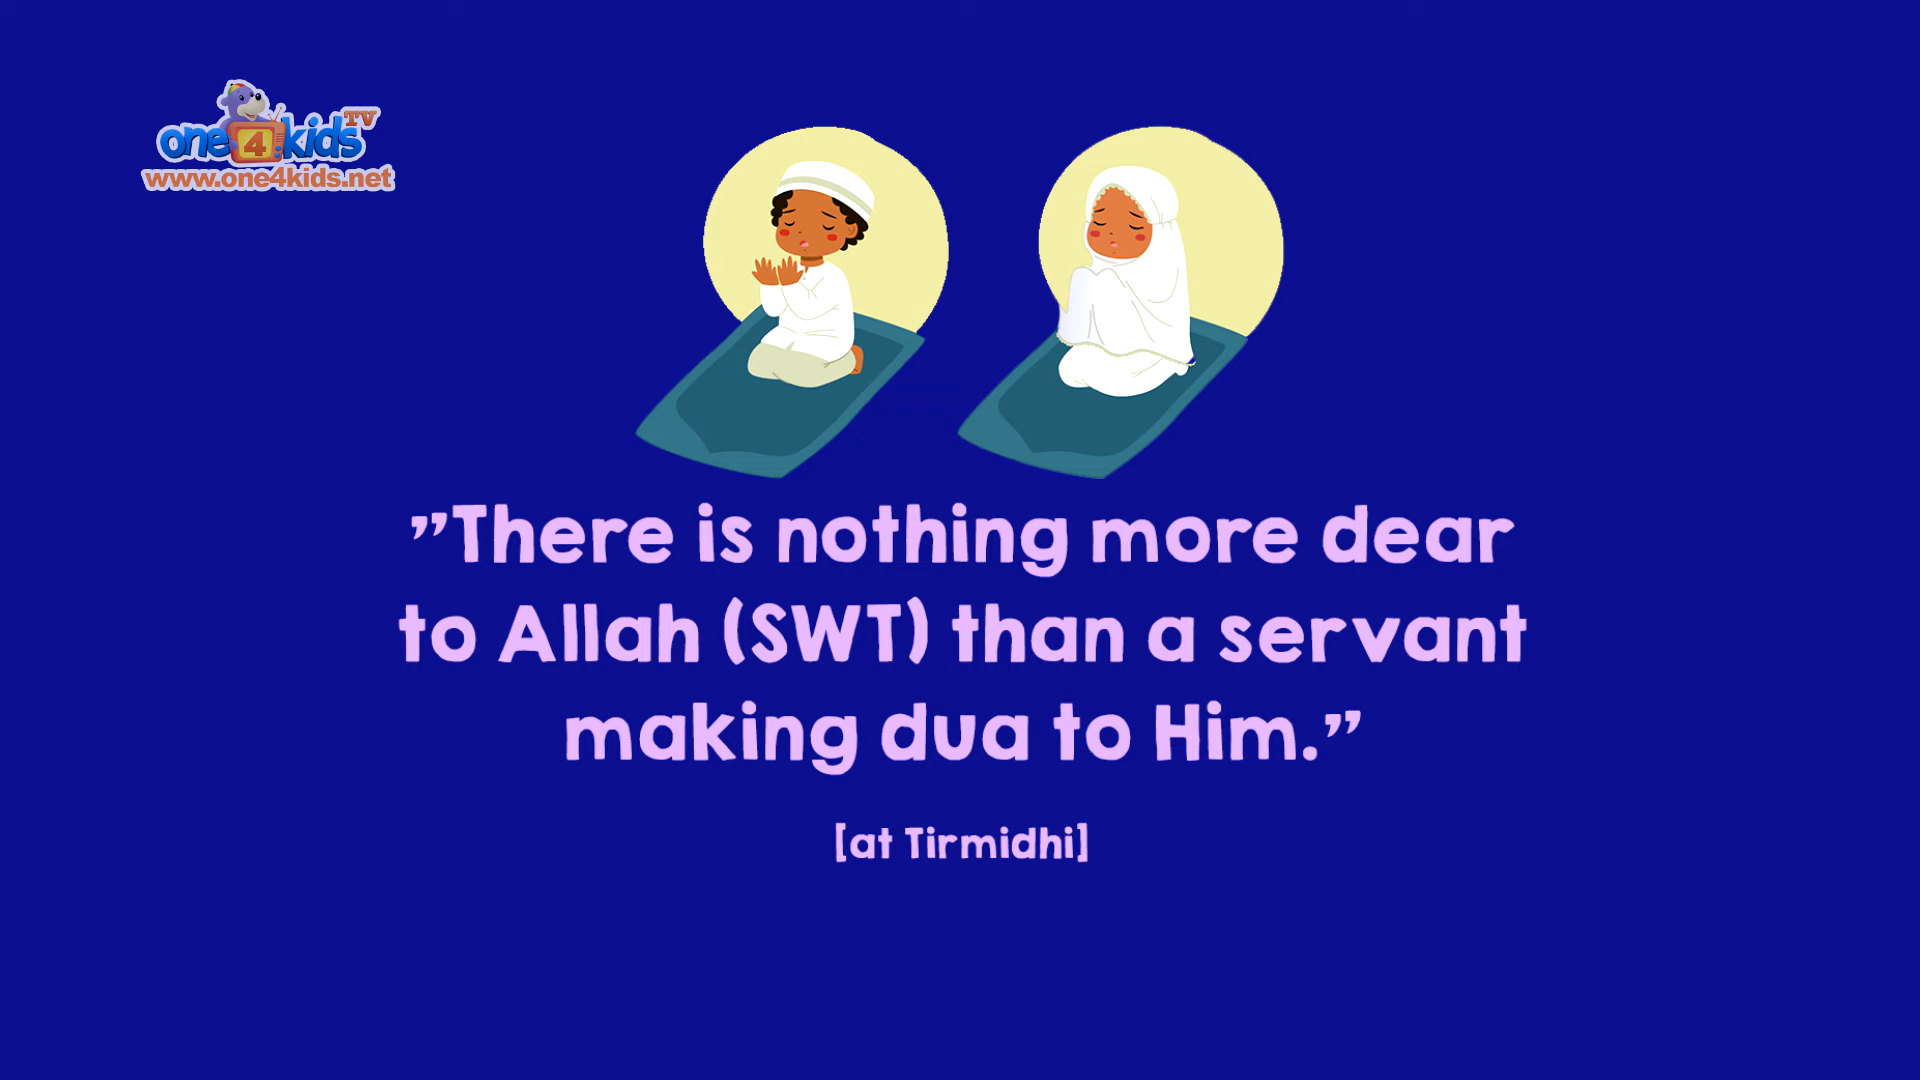 one4kids TV
www.one4kids.net
”There is nothing more dear
to Allah (SWT) than a servant
making dua to Him.”
[at Tirmidhi]